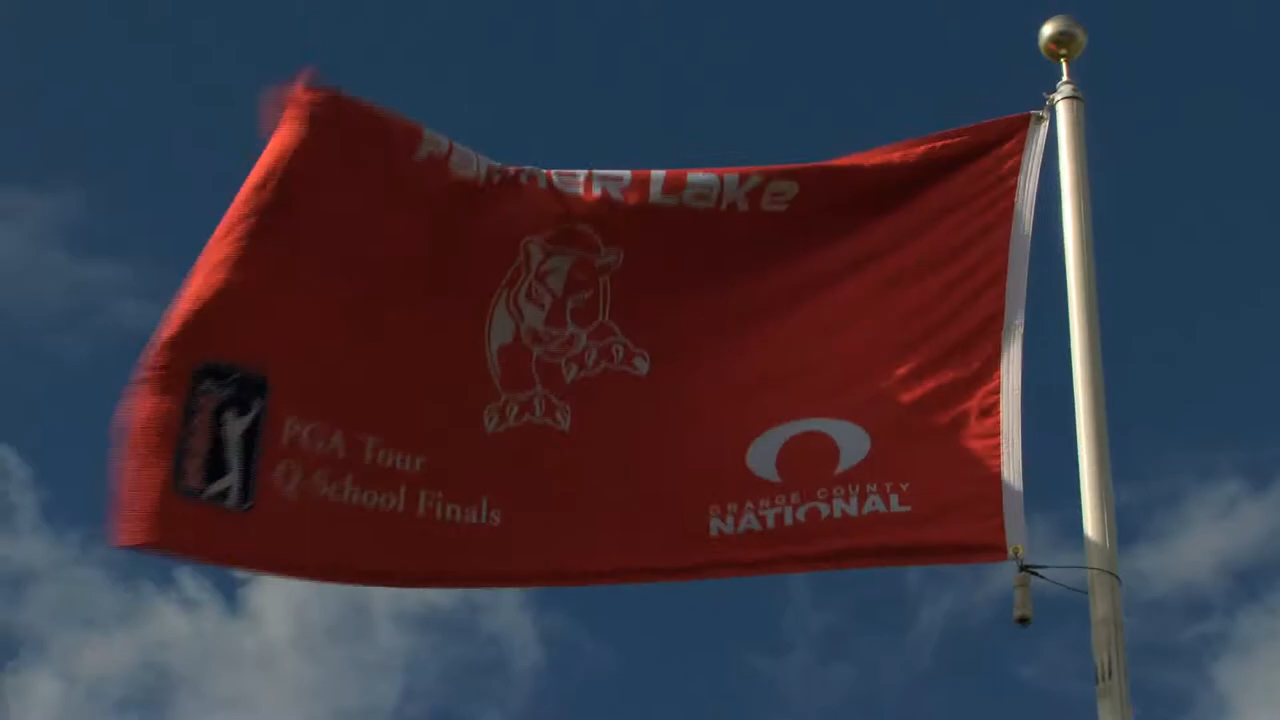 PanTHER Lake
PGA Tour
Q School Finals
ORANGE COUNTY
NATIONAL